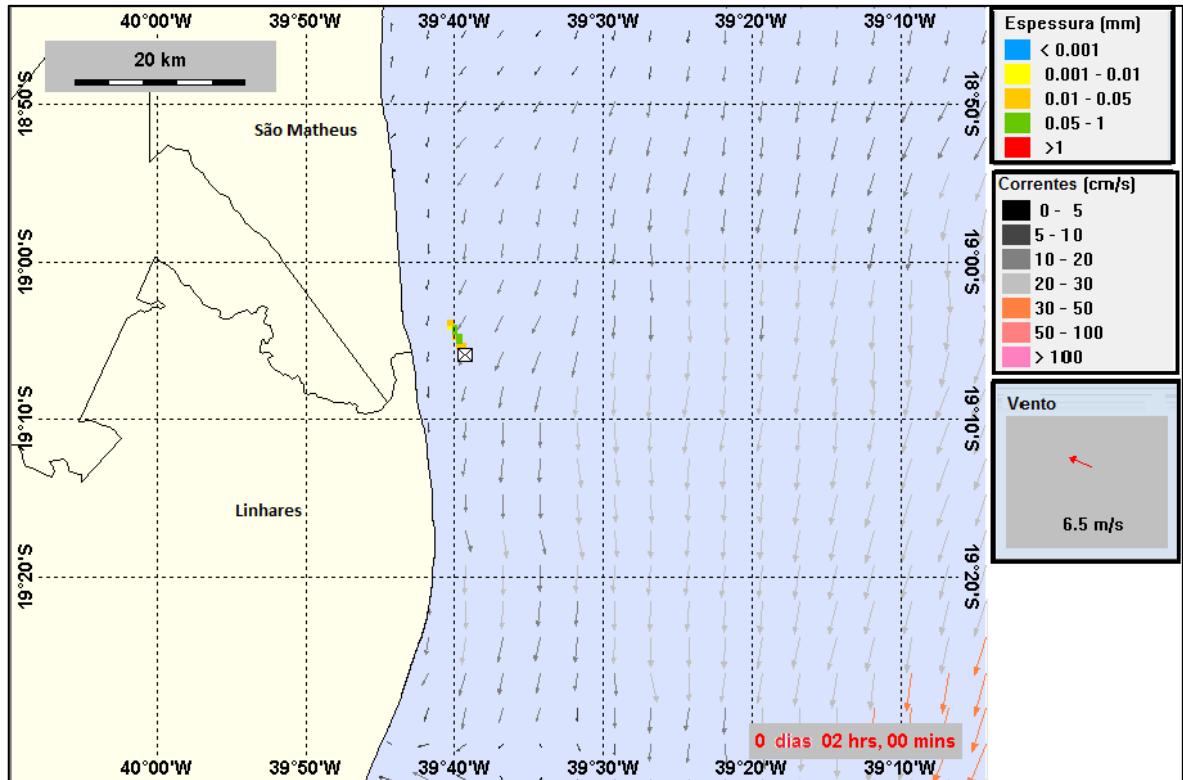 40°00'W 39°50'W 39°40'W 39°30'W 39°20'W 39°10'W
20 km
18°50'S
18°50'S
São Matheus
19°00'S
19°00'S
19°10'S
19°10'S
Linhares
19°20'S
19°20'S
0 dias 02 hrs, 00 mins
40°00'W 39°50'W 39°40'W 39°30'W 39°20'W 39°10'W
Espessura (mm)
< 0.001
0.001 - 0.01
0.01 - 0.05
0.05 - 1
>1
Correntes (cm/s)
0 - 5
5 - 10
10 - 20
20 - 30
30 - 50
50 - 100
> 100
Vento
6.5 m/s